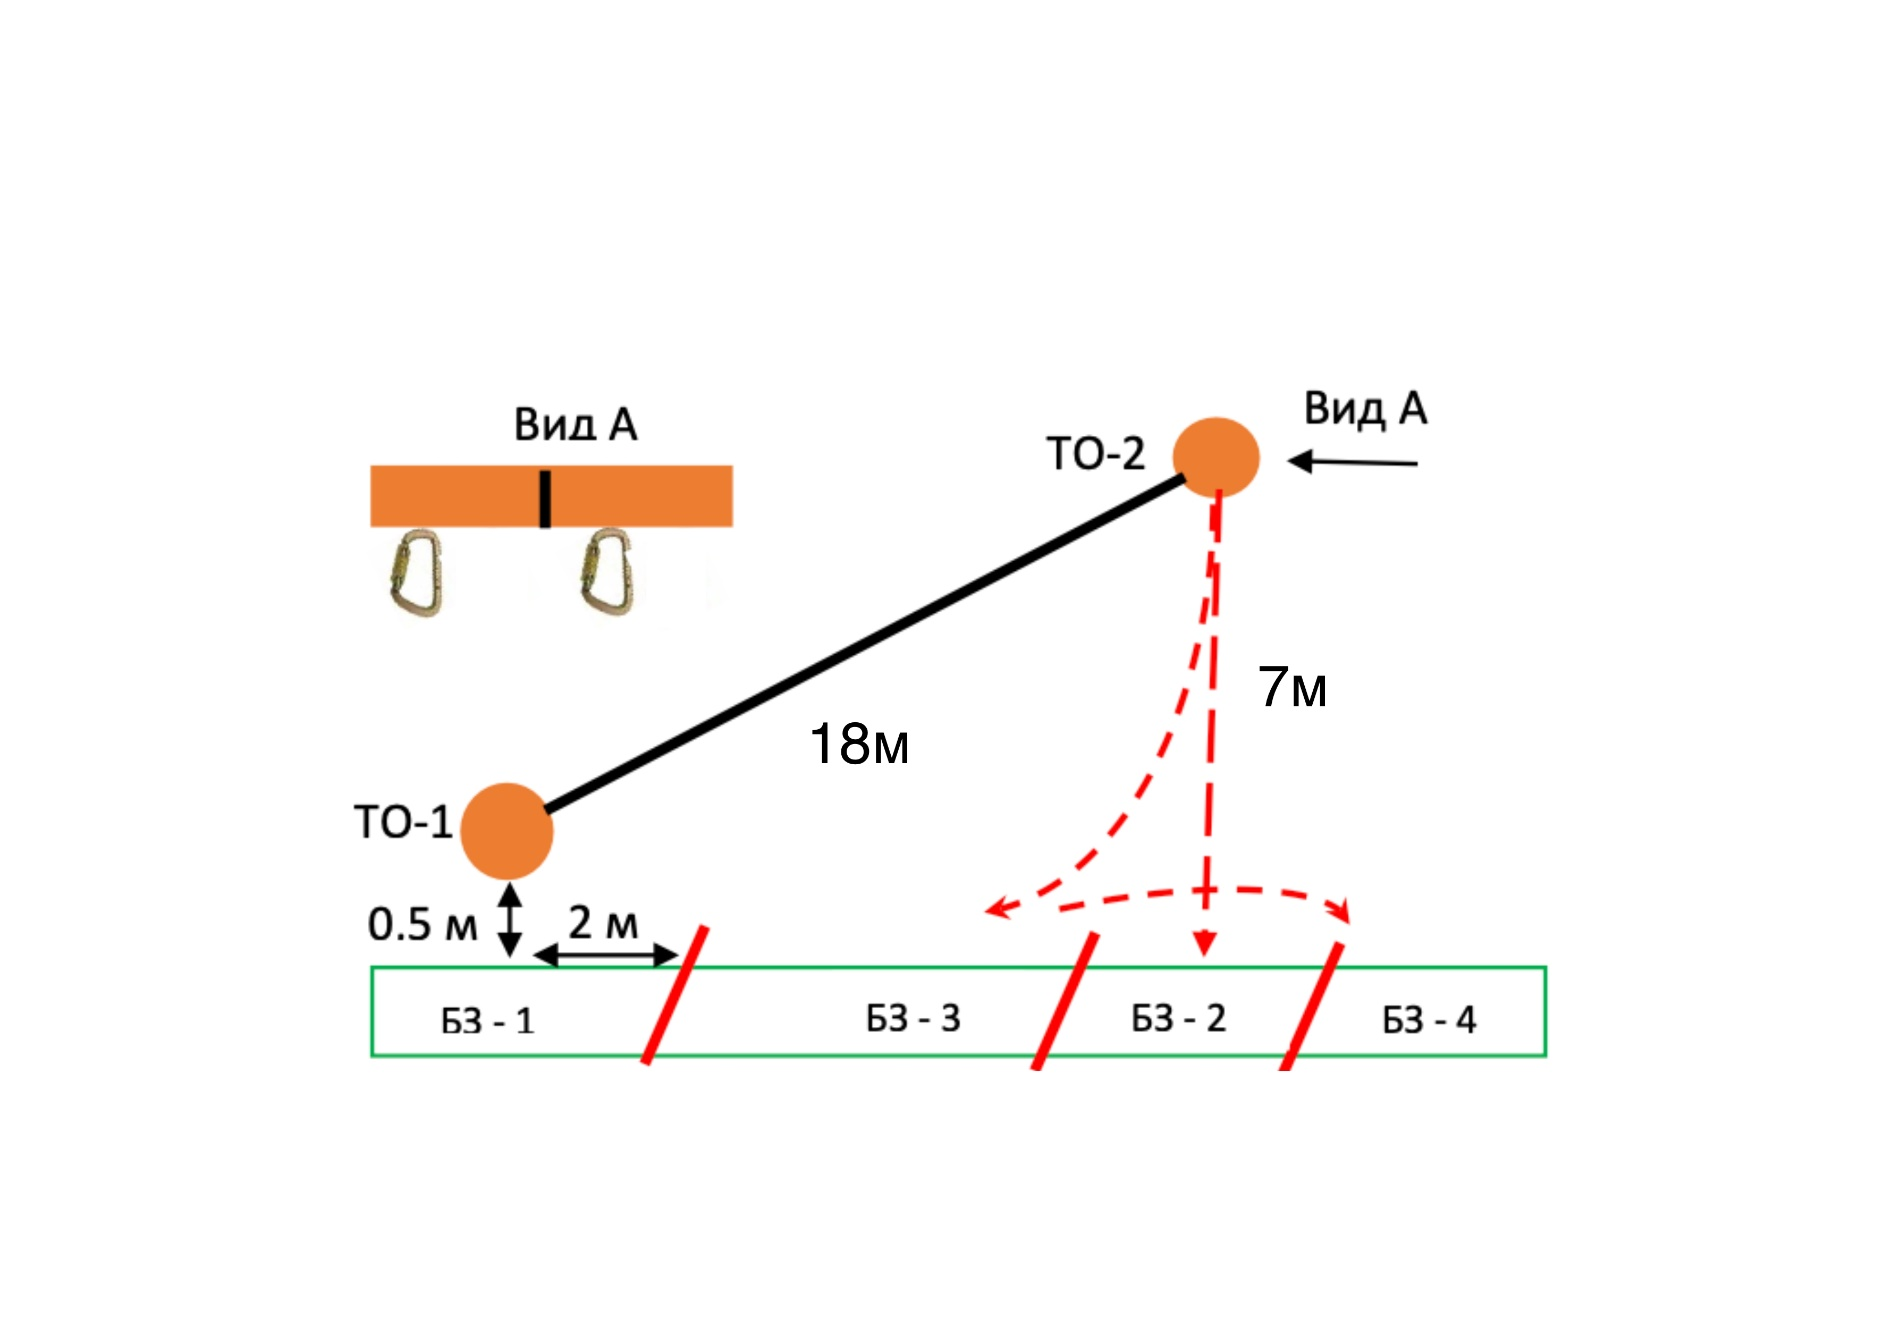 Вид А
Вид А
ТО-2
7м
18м
ТО-1
0.5 м
2 м
БЗ - 1
БЗ - 3
БЗ - 2
БЗ - 4